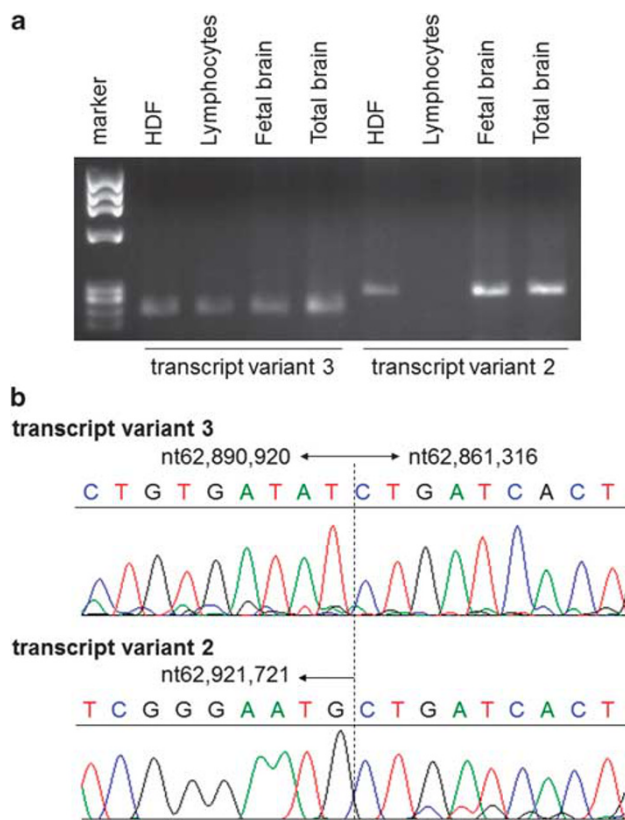 a
marker
HDF
Lymphocytes
Fetal brain
Total brain
HDF
Lymphocytes
Fetal brain
Total brain
transcript variant 3
transcript variant 2
b
transcript variant 3
nt62,890,920
nt62,861,316
C T G T G A T A T C T G A T C A C T
transcript variant 2
nt62,921,721
T C G G G A A T G C T G A T C A C T